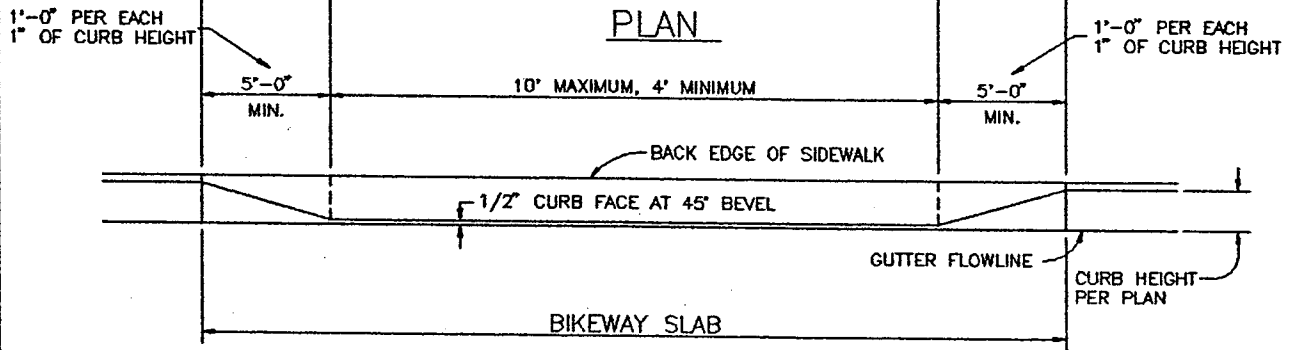 1'-0" PER EACH
1" OF CURB HEIGHT
PLAN
1'-0" PER EACH
1" OF CURB HEIGHT
5'-0"
MIN.
10' MAXIMUM, 4' MINIMUM
5'-0"
MIN.
BACK EDGE OF SIDEWALK
1/2" CURB FACE AT 45° BEVEL
GUTTER FLOWLINE
CURB HEIGHT
PER PLAN
BIKEWAY SLAB